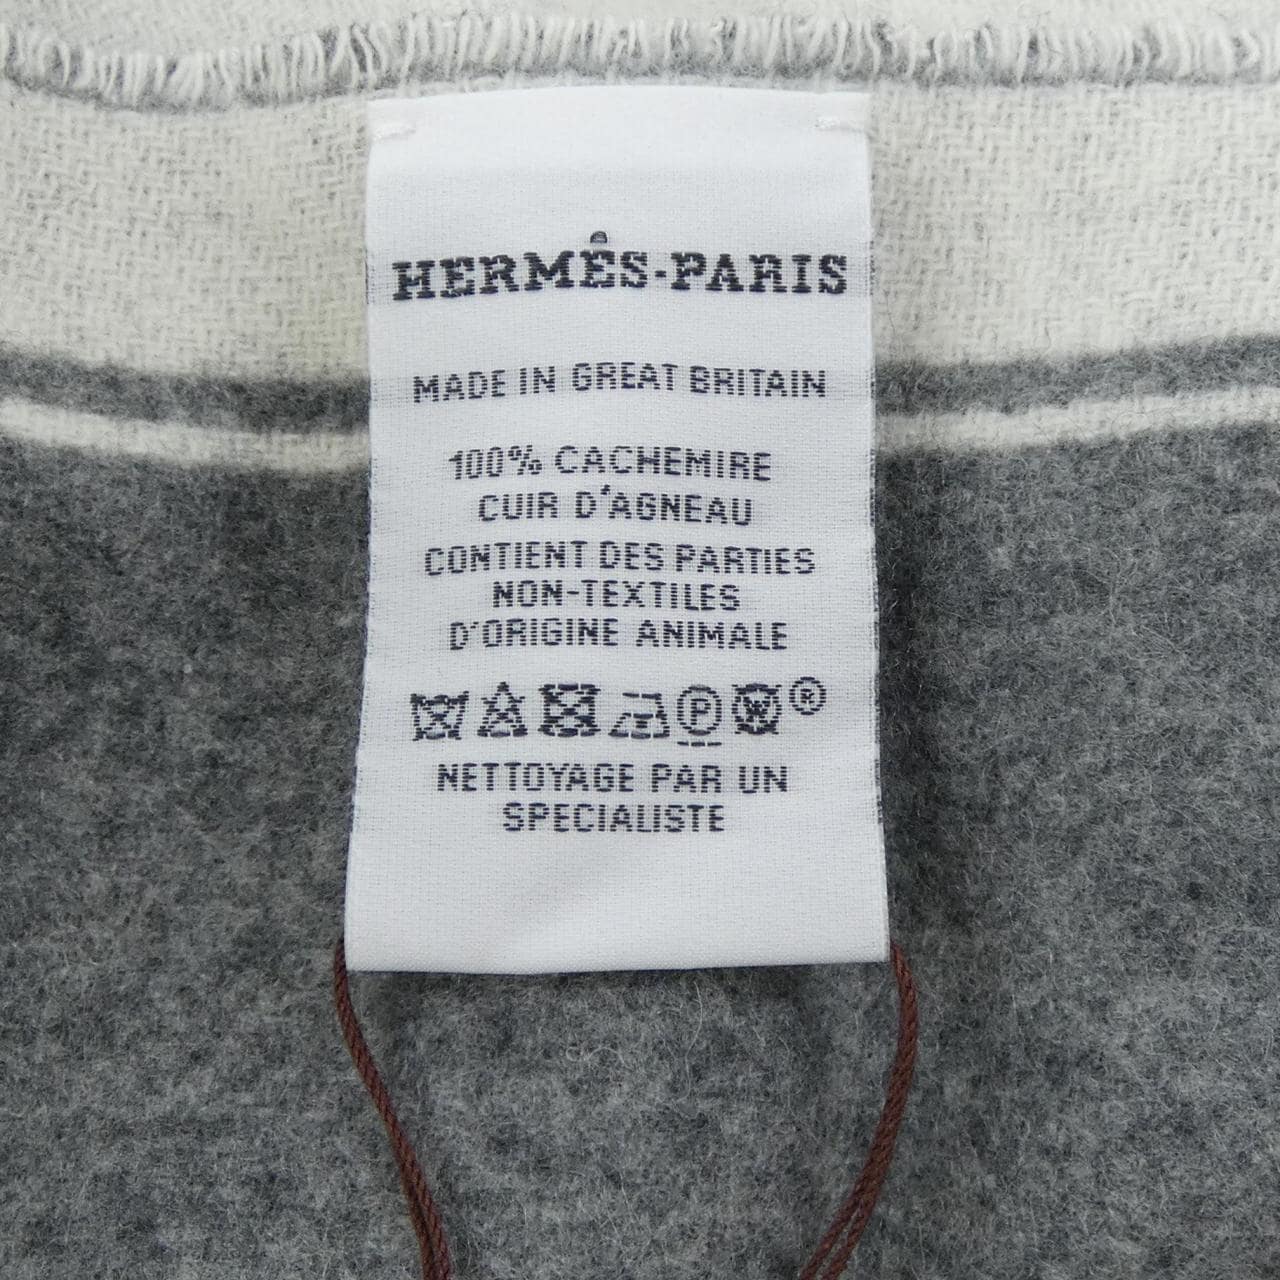 HERMÈS-PARIS
MADE IN GREAT BRITAIN
100% CACHEMIRE
CUIR D'AGNEAU
CONTIENT DES PARTIES
NON-TEXTILES
D'ORIGINE ANIMALE
P W ®
NETTOYAGE PAR UN
SPECIALISTE